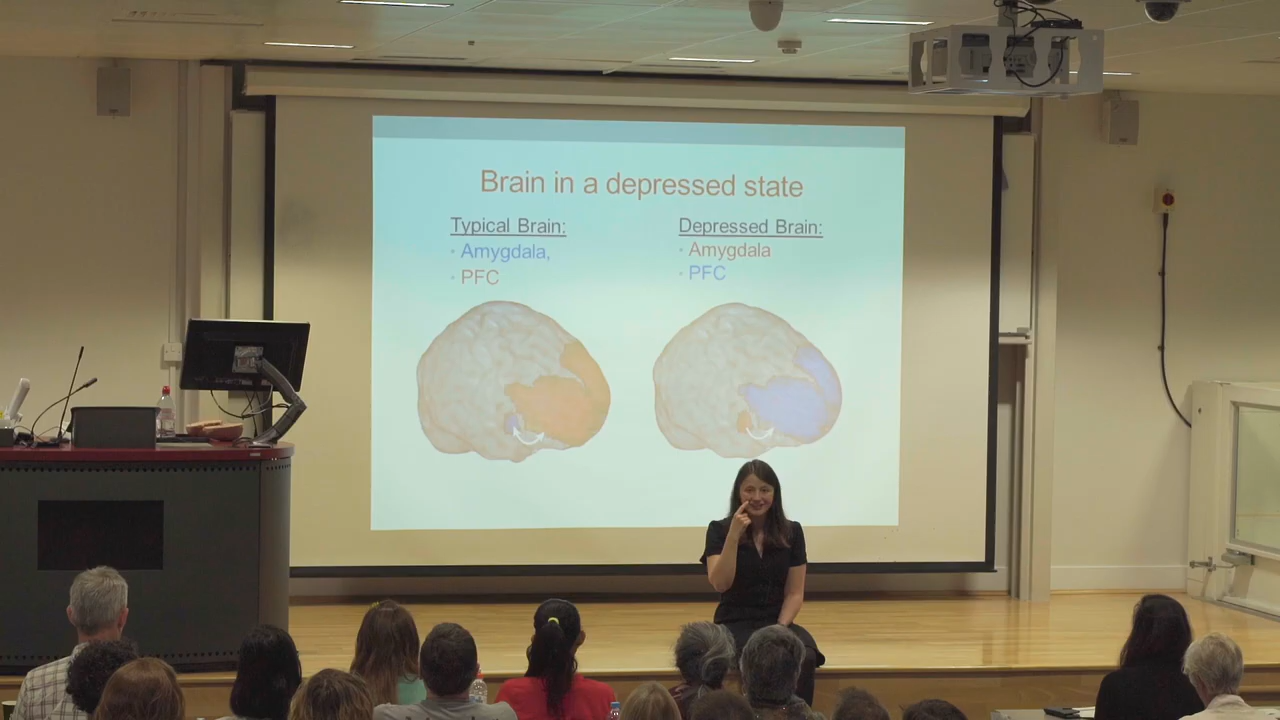 Brain in a depressed state
Typical Brain:
· Amygdala,
· PFC
Depressed Brain:
· Amygdala
· PFC